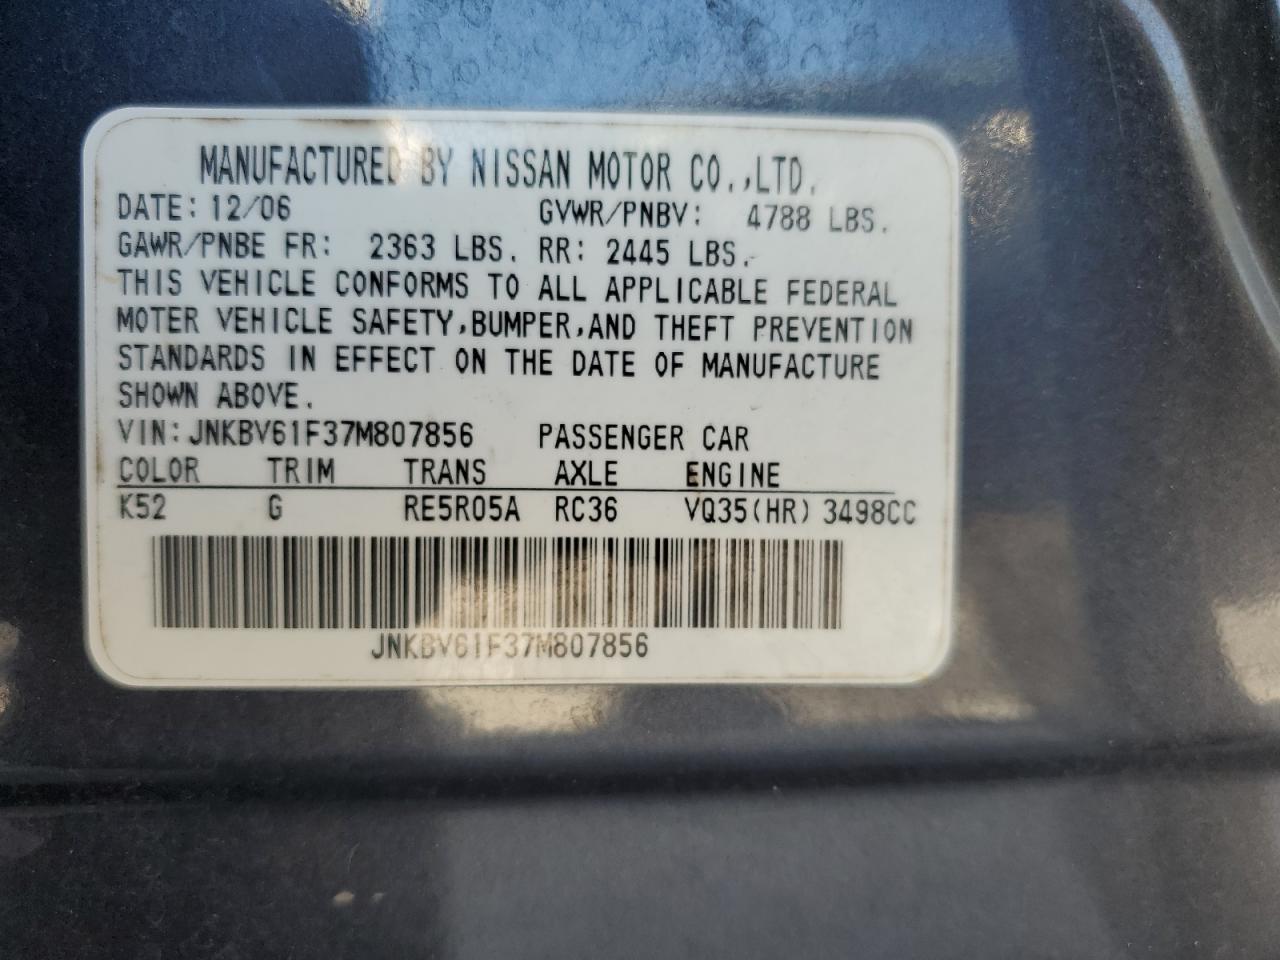 MANUFACTURED BY NISSAN MOTOR CO.,LTD.
DATE: 12/06 GVWR/PNBV: 4788 LBS.
GAWR/PNBE FR: 2363 LBS. RR: 2445 LBS.
THIS VEHICLE CONFORMS TO ALL APPLICABLE FEDERAL
MOTER VEHICLE SAFETY,BUMPER,AND THEFT PREVENTION
STANDARDS IN EFFECT ON THE DATE OF MANUFACTURE
SHOWN ABOVE.
VIN: JNKBV61F37M807856 PASSENGER CAR
COLOR TRIM TRANS AXLE ENGINE
K52 G RE5R05A RC36 VQ35(HR) 3498CC
JNKBV61F37M807856